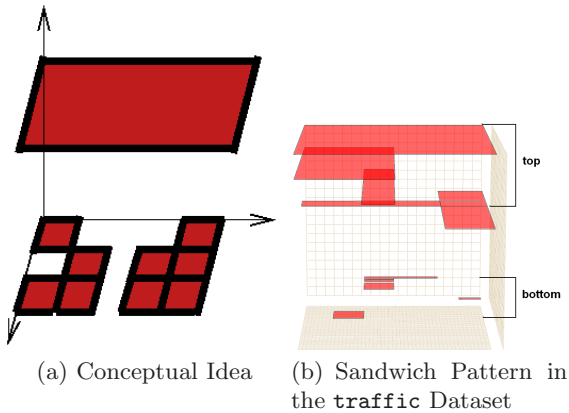 top
bottom
(a) Conceptual Idea
(b) Sandwich Pattern in
the traffic Dataset